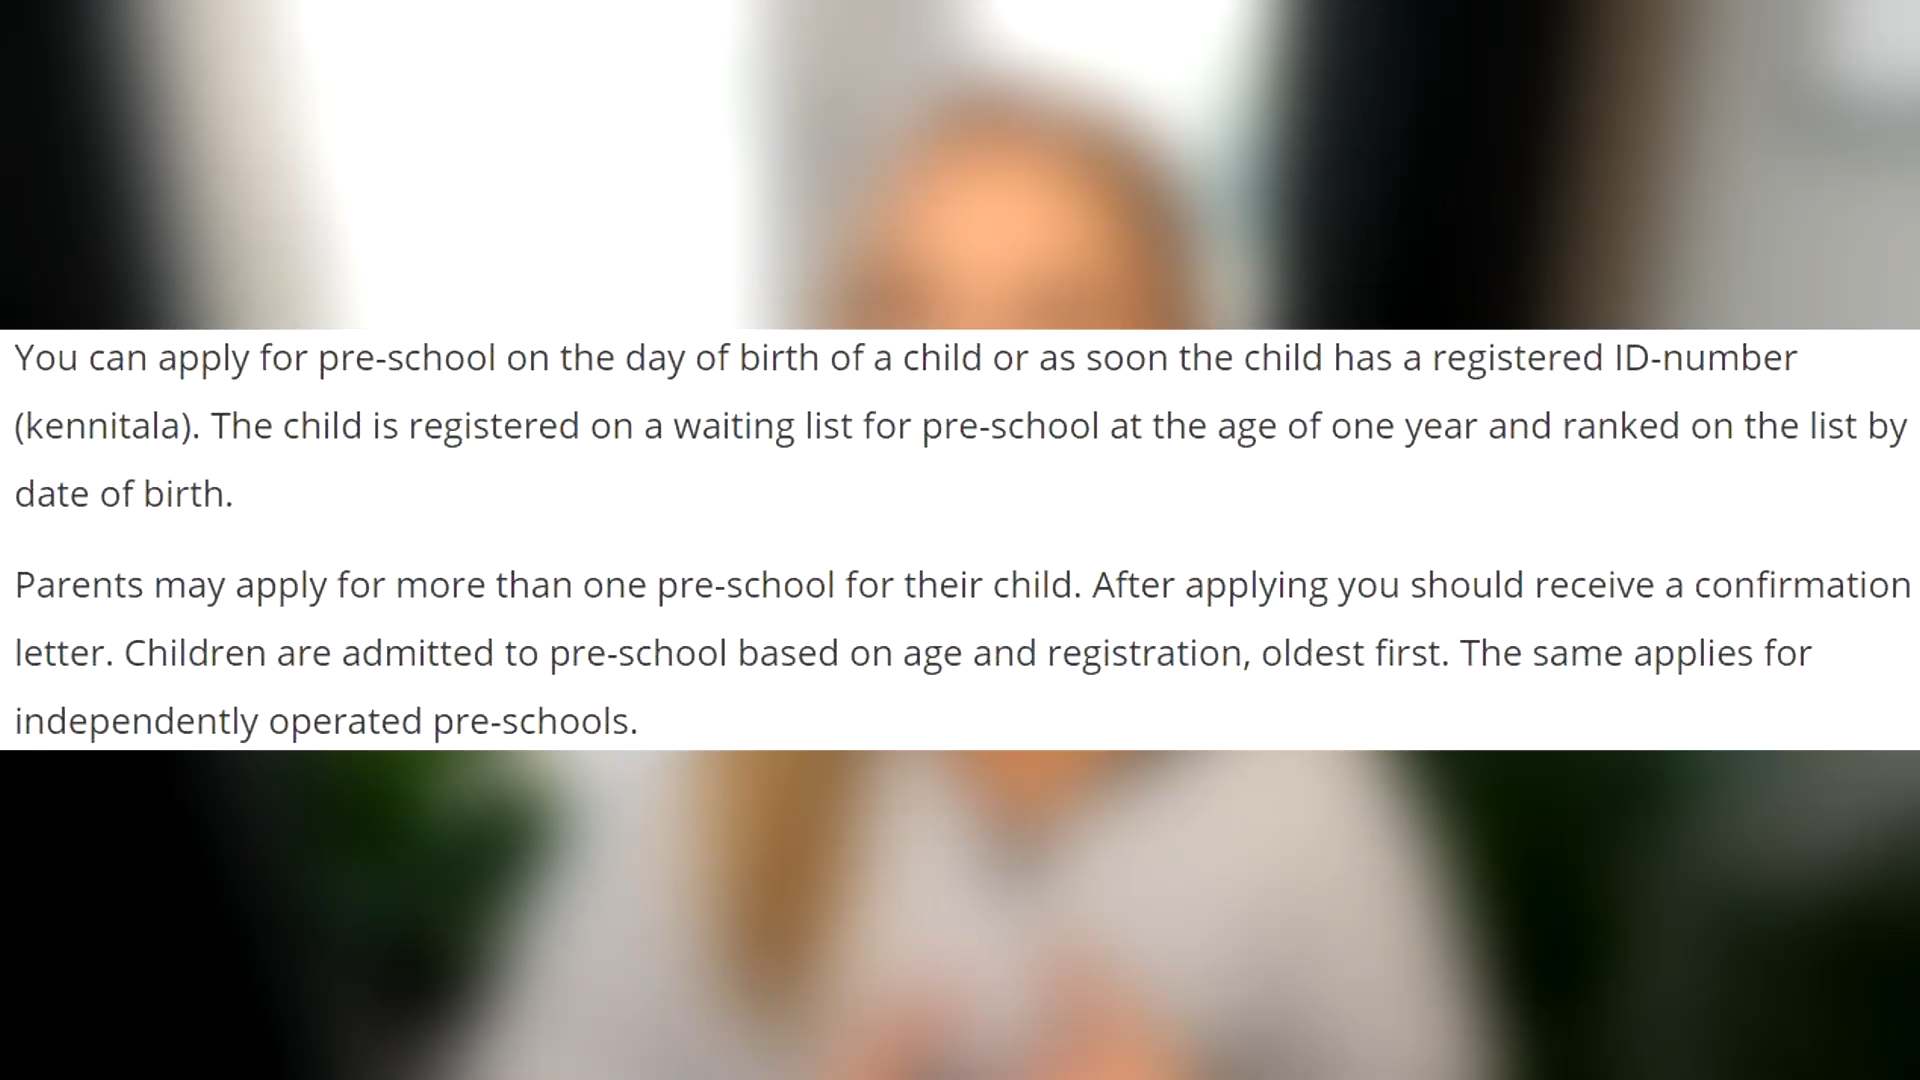 You can apply for pre-school on the day of birth of a child or as soon the child has a registered ID-number
(kennitala). The child is registered on a waiting list for pre-school at the age of one year and ranked on the list by
date of birth.
Parents may apply for more than one pre-school for their child. After applying you should receive a confirmation
letter. Children are admitted to pre-school based on age and registration, oldest first. The same applies for
independently operated pre-schools.